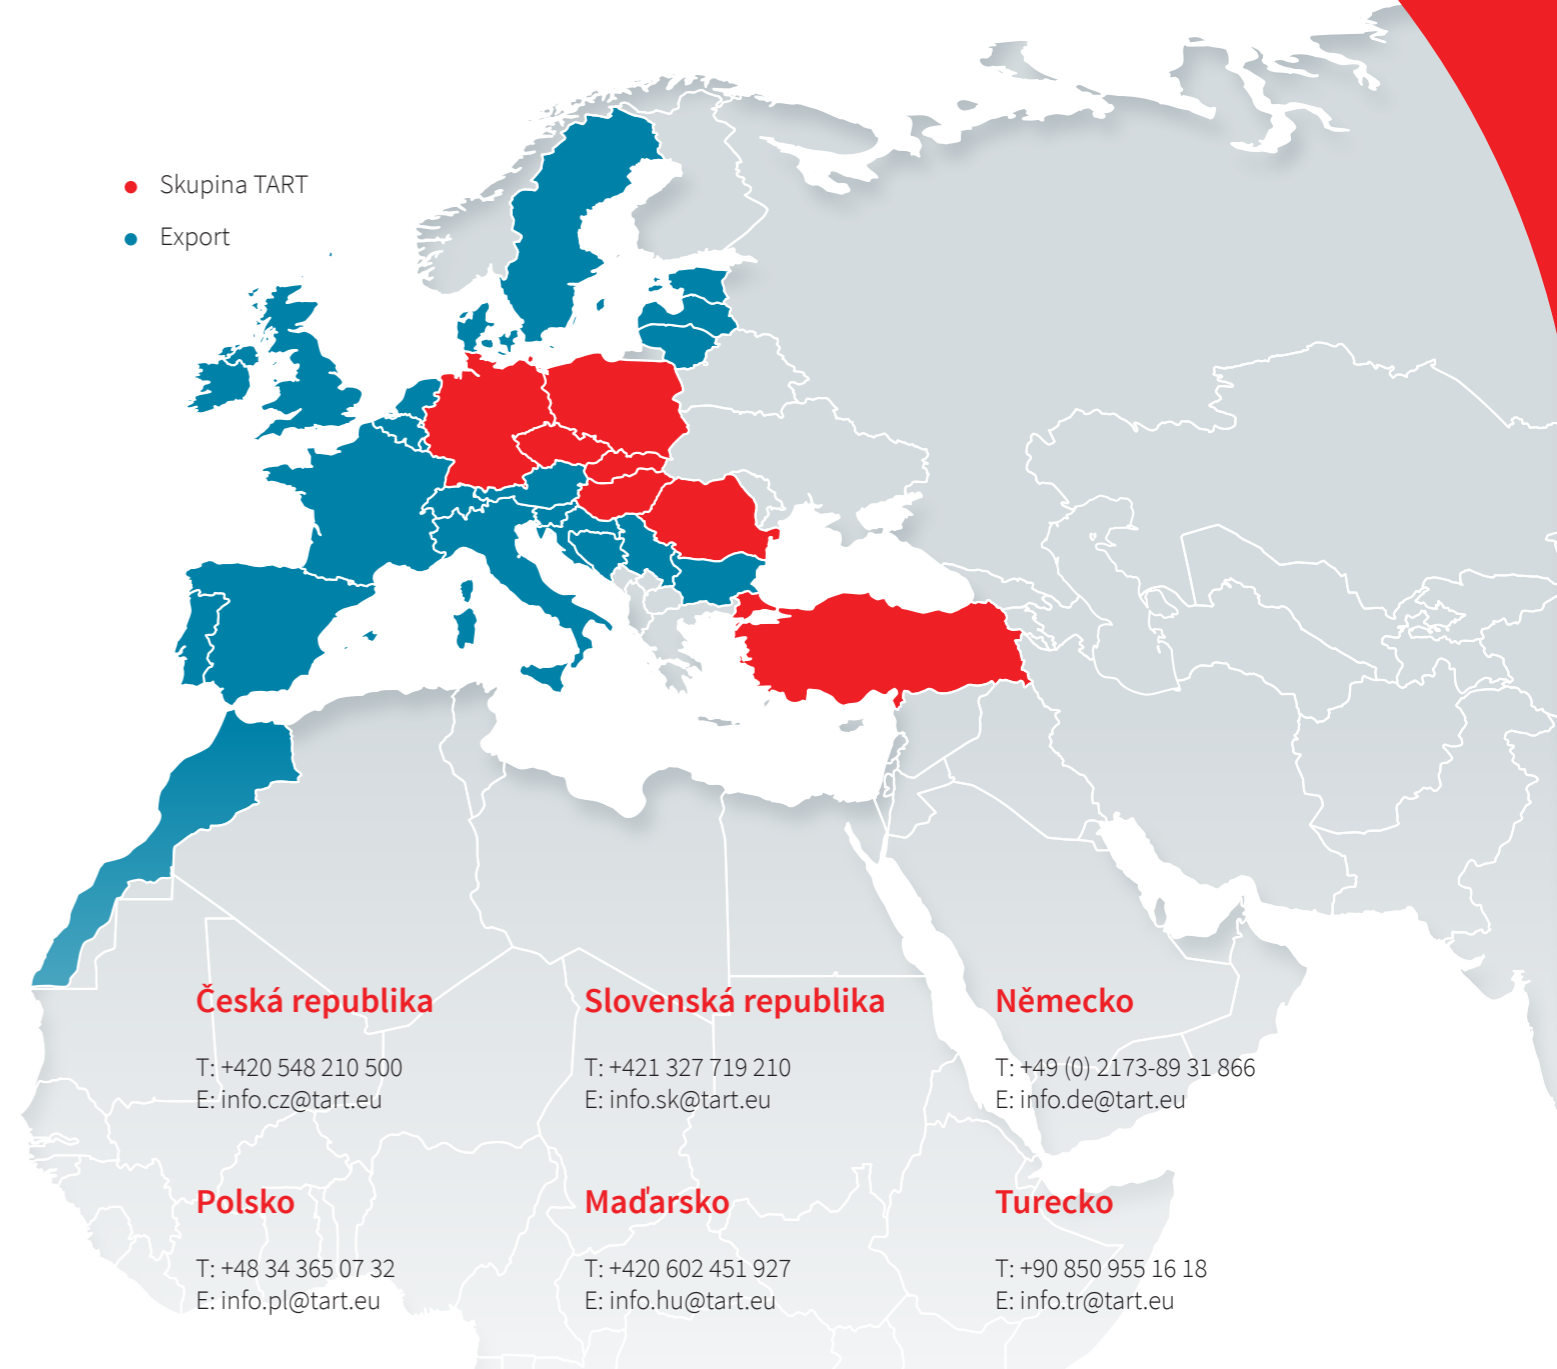 Skupina TART
Export
Česká republika
T: +420 548 210 500
E: info.cz@tart.eu
Slovenská republika
T: +421 327 719 210
E: info.sk@tart.eu
Německo
T: +49 (0) 2173-89 31 866
E: info.de@tart.eu
Polsko
T: +48 34 365 07 32
E: info.pl@tart.eu
Maďarsko
T: +420 602 451 927
E: info.hu@tart.eu
Turecko
T: +90 850 955 16 18
E: info.tr@tart.eu